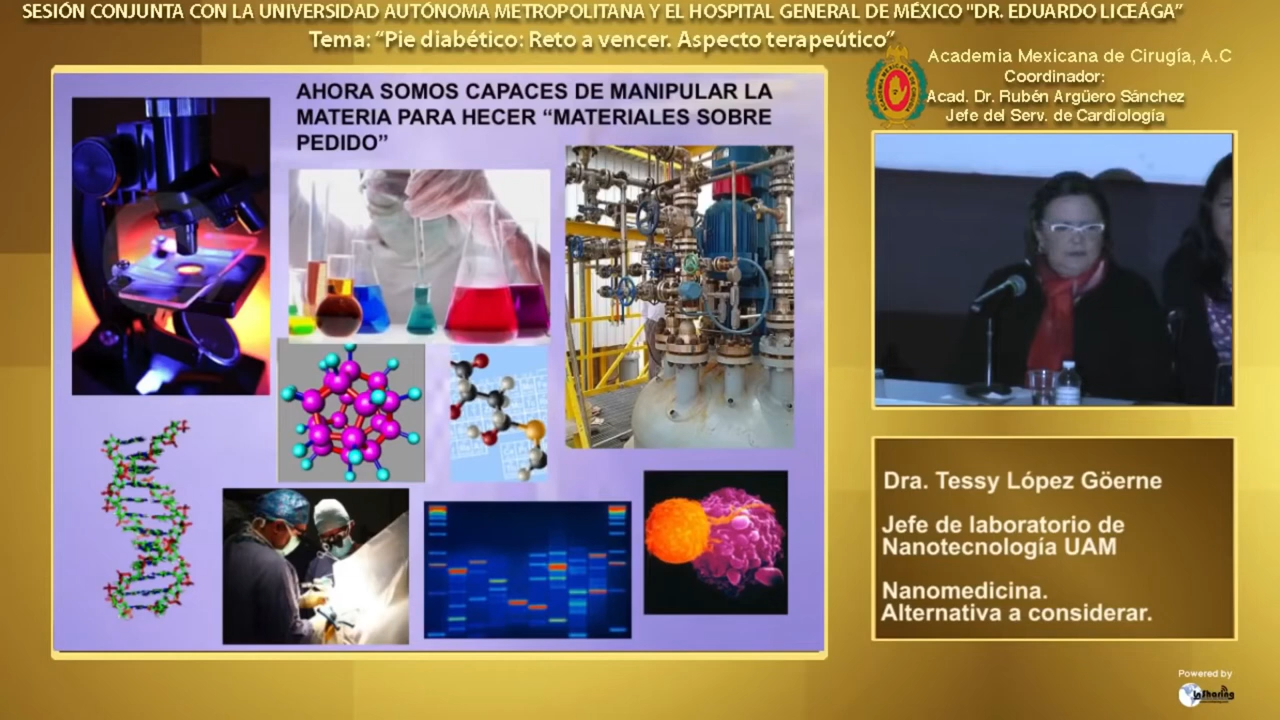 SESIÓN CONJUNTA CON LA UNIVERSIDAD AUTÓNOMA METROPOLITANA Y EL HOSPITAL GENERAL DE MÉXICO "DR. EDUARDO LICEÁGA"
Tema: "Pie diabético: Reto a vencer. Aspecto terapeútico"
Academia Mexicana de Cirugía, A.C
Coordinador:
Acad. Dr. Rubén Argüero Sánchez
Jefe del Serv. de Cardiología
AHORA SOMOS CAPACES DE MANIPULAR LA
MATERIA PARA HECER “MATERIALES SOBRE
PEDIDO”
Dra. Tessy López Göerne
Jefe de laboratorio de
Nanotecnología UAM
Nanomedicina.
Alternativa a considerar.
Powered by
InSharing